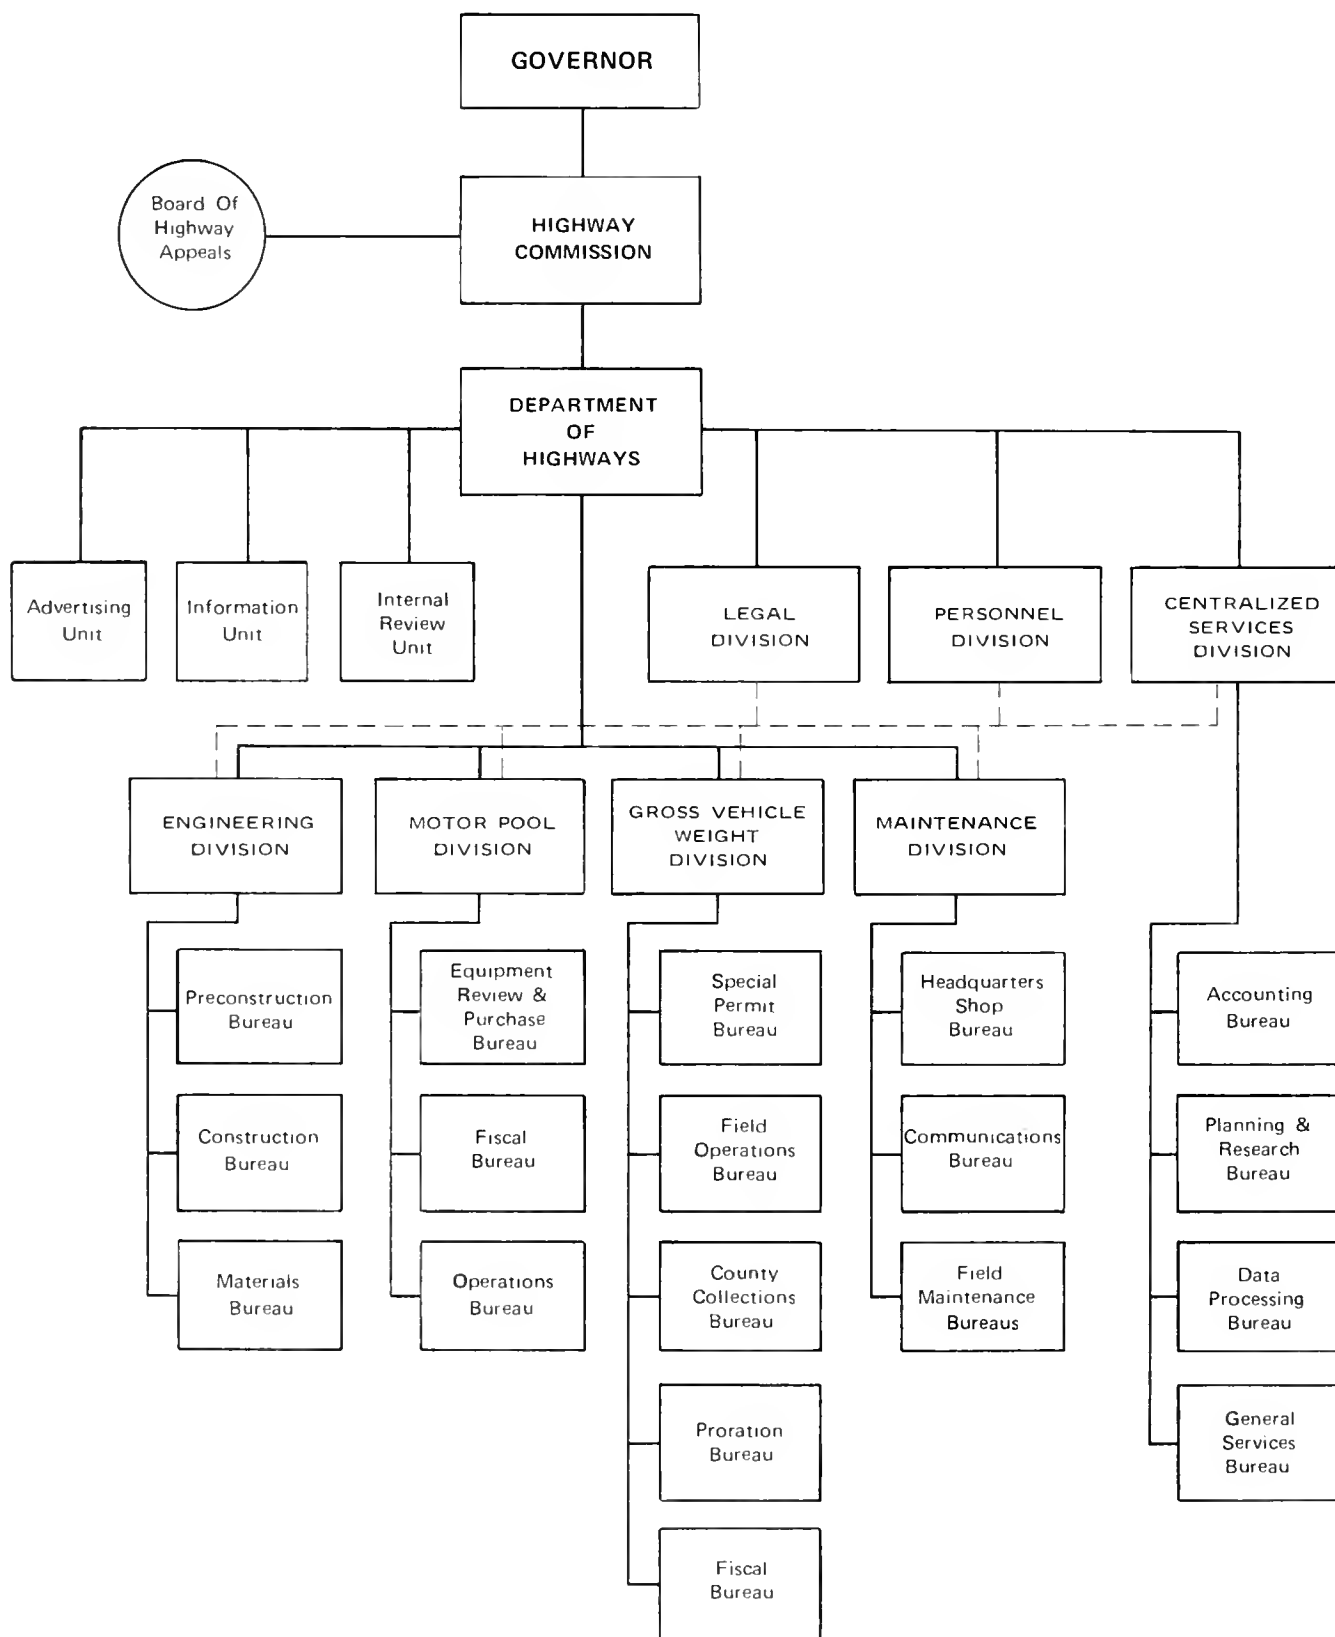 GOVERNOR
Board Of
Highway
Appeals
HIGHWAY
COMMISSION
DEPARTMENT
OF
HIGHWAYS
Advertising
Unit
Information
Unit
Internal
Review
Unit
LEGAL
DIVISION
PERSONNEL
DIVISION
CENTRALIZED
SERVICES
DIVISION
ENGINEERING
DIVISION
MOTOR POOL
DIVISION
GROSS VEHICLE
WEIGHT
DIVISION
MAINTENANCE
DIVISION
Preconstruction
Bureau
Equipment
Review &
Purchase
Bureau
Special
Permit
Bureau
Headquarters
Shop
Bureau
Accounting
Bureau
Construction
Bureau
Fiscal
Bureau
Field
Operations
Bureau
Communications
Bureau
Planning &
Research
Bureau
Materials
Bureau
Operations
Bureau
County
Collections
Bureau
Field
Maintenance
Bureaus
Data
Processing
Bureau
Proration
Bureau
General
Services
Bureau
Fiscal
Bureau